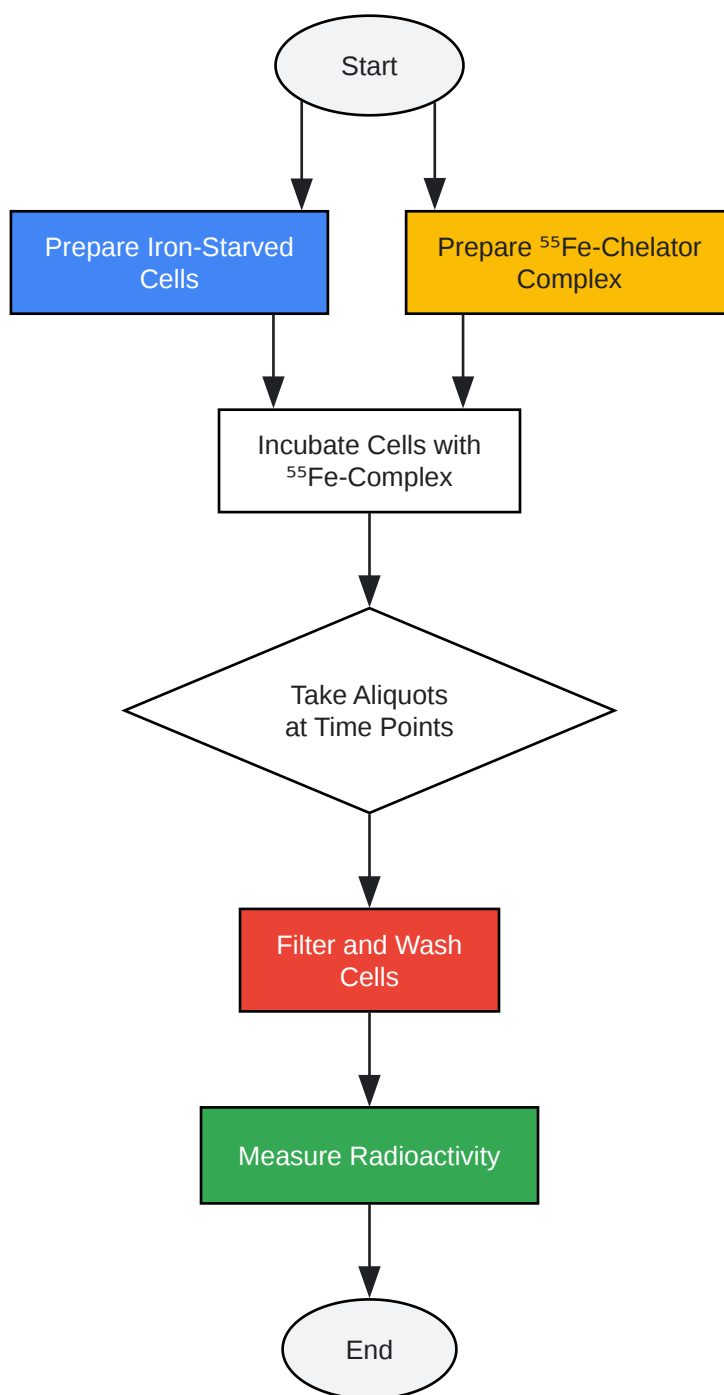 Start
Prepare Iron-Starved
Cells
Prepare ⁵⁵Fe-Chelator
Complex
Incubate Cells with
⁵⁵Fe-Complex
Take Aliquots
at Time Points
Filter and Wash
Cells
Measure Radioactivity
End